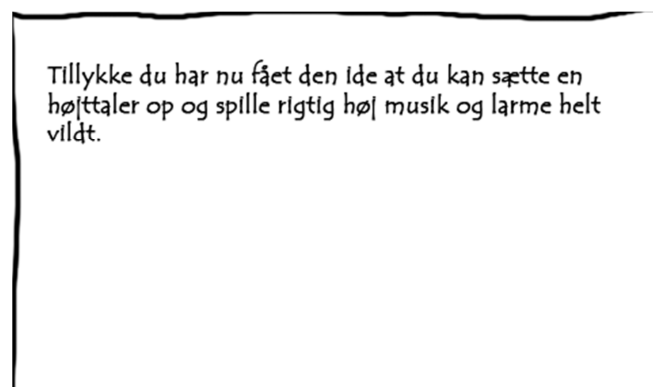 Tillykke du har nu fået den ide at du kan sætte en
højttaler op og spille rigtig høj musik og larme helt
vildt.